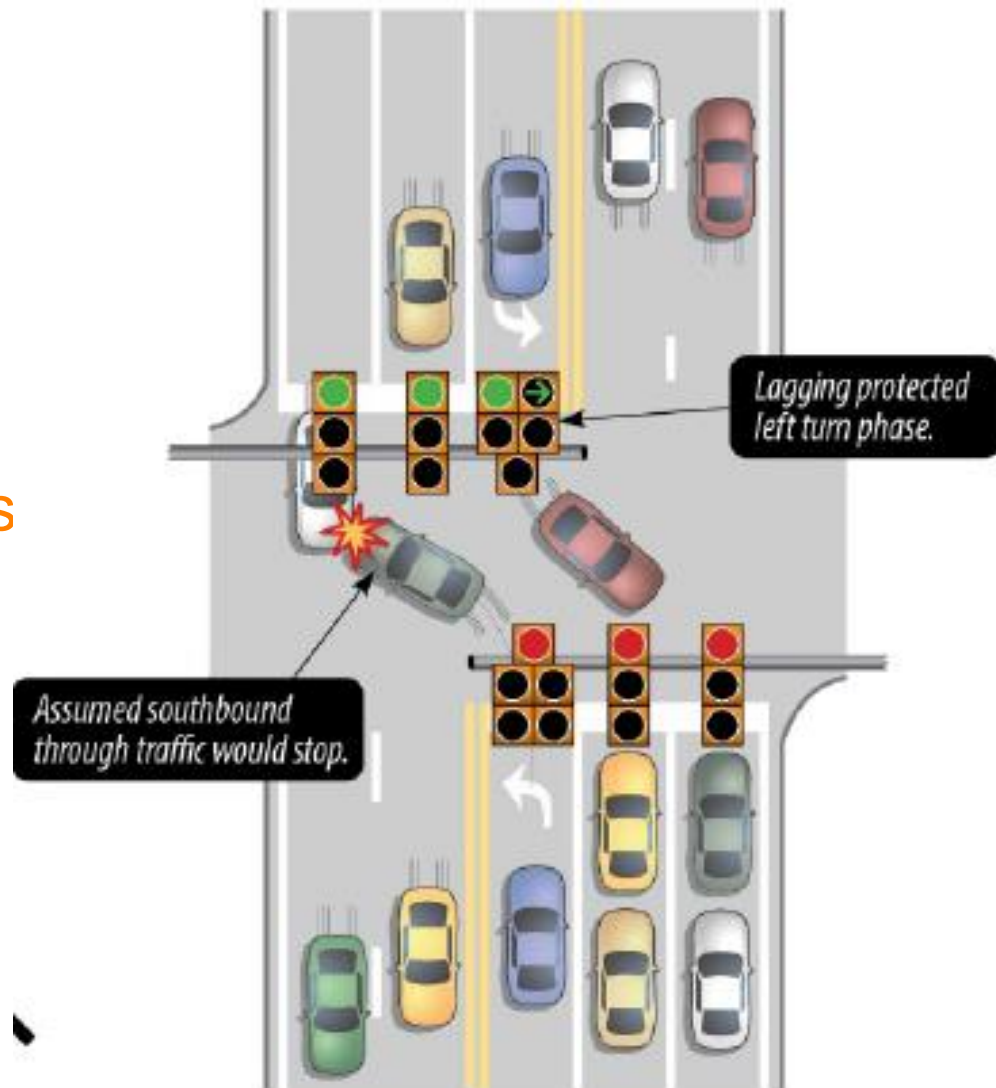 Lagging protected
left turn phase.
s
Assumed southbound
through traffic would stop.